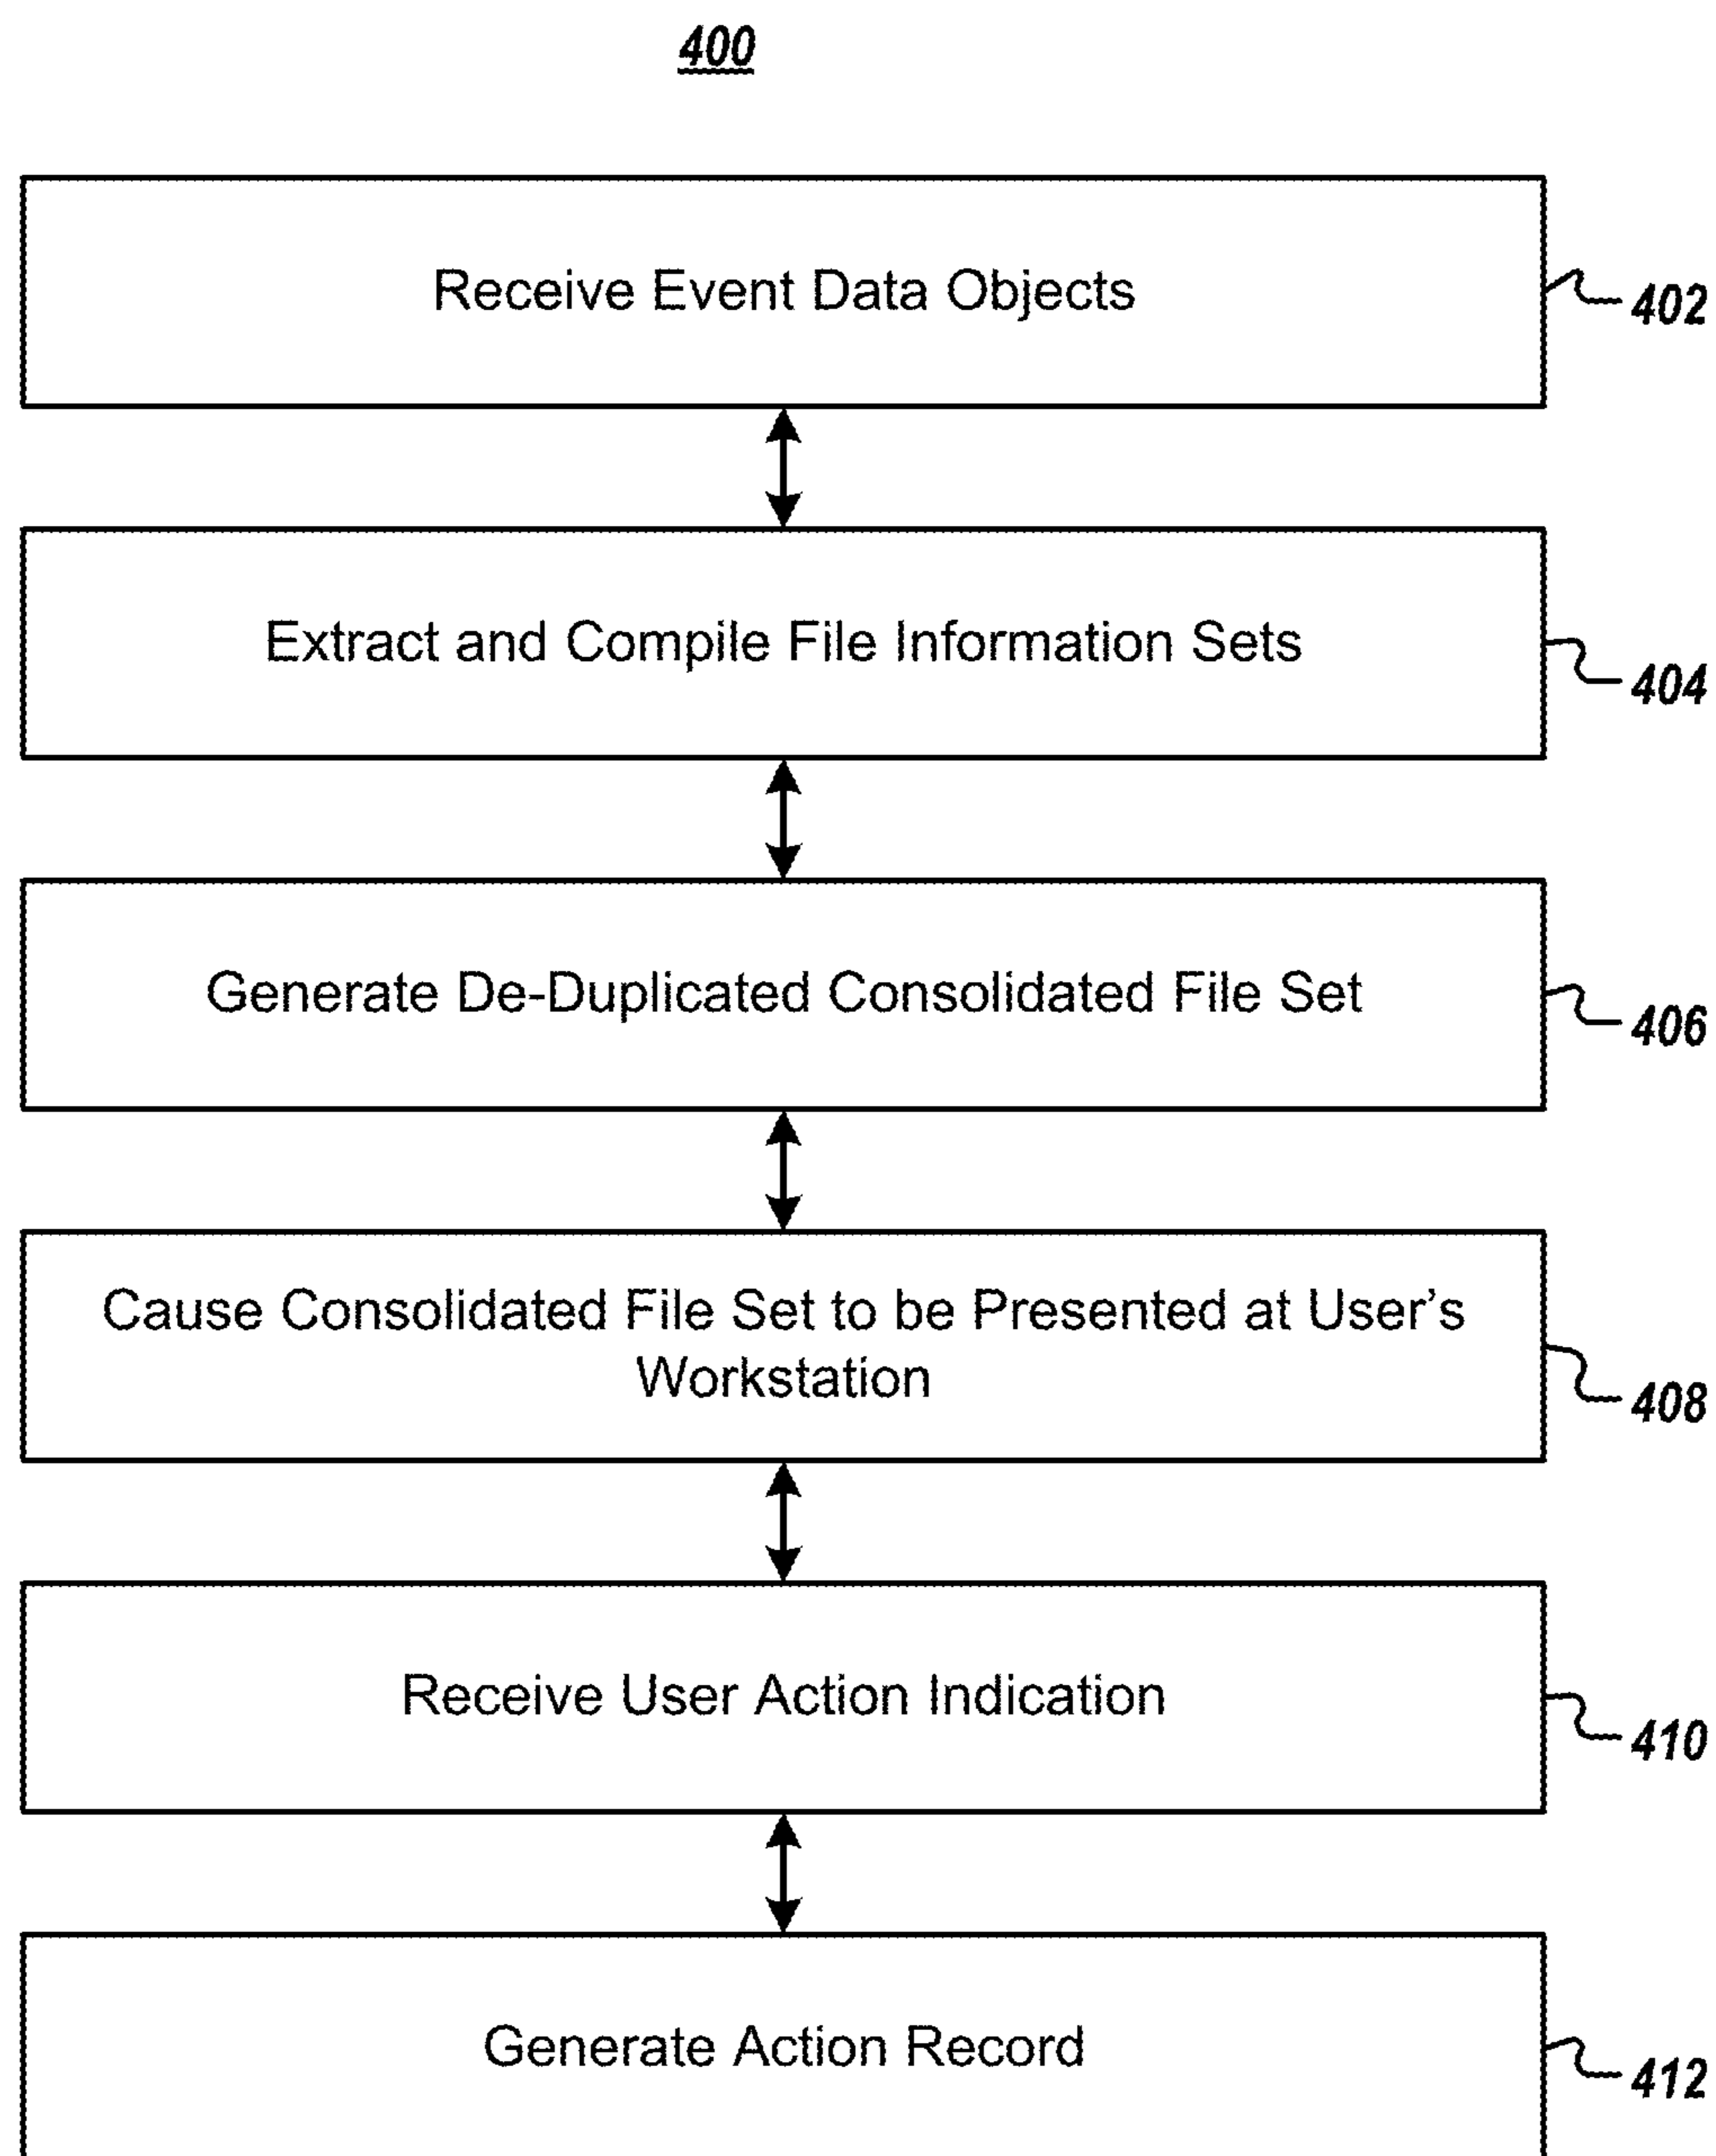 400
Receive Event Data Objects
402
Extract and Compile File Information Sets
404
Generate De-Duplicated Consolidated File Set
406
Cause Consolidated File Set to be Presented at User’s
Workstation
408
Receive User Action Indication
410
Generate Action Record
412